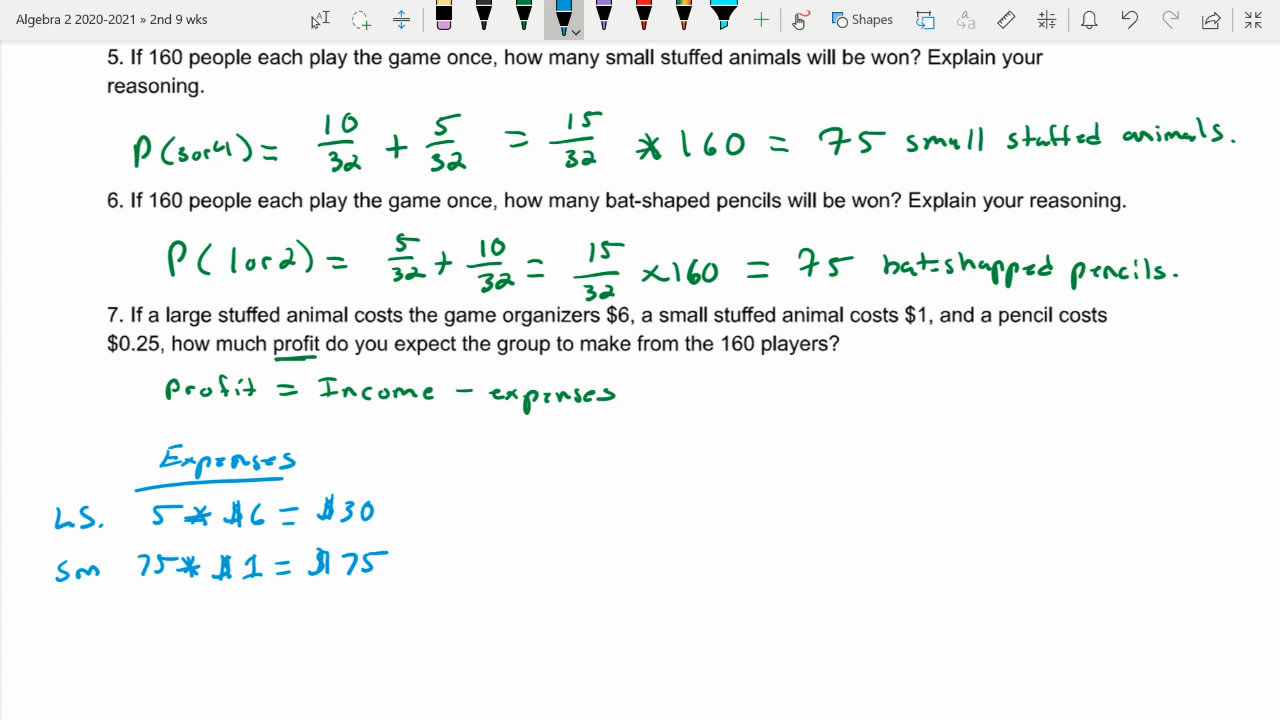 Algebra 2 2020-2021 » 2nd 9 wks
Shapes
5. If 160 people each play the game once, how many small stuffed animals will be won? Explain your
reasoning.
P(3or4) = 10/32 + 5/32 = 15/32 * 160 = 75 small stuffed animals.
6. If 160 people each play the game once, how many bat-shaped pencils will be won? Explain your reasoning.
P(1or2) = 5/32 + 10/32 = 15/32 x160 = 75 bat-shapped pencils.
7. If a large stuffed animal costs the game organizers $6, a small stuffed animal costs $1, and a pencil costs
$0.25, how much profit do you expect the group to make from the 160 players?
Profit = Income - expenses
Expenses
LS. 5 * $6 = $30
Sm 75 * $1 = $75